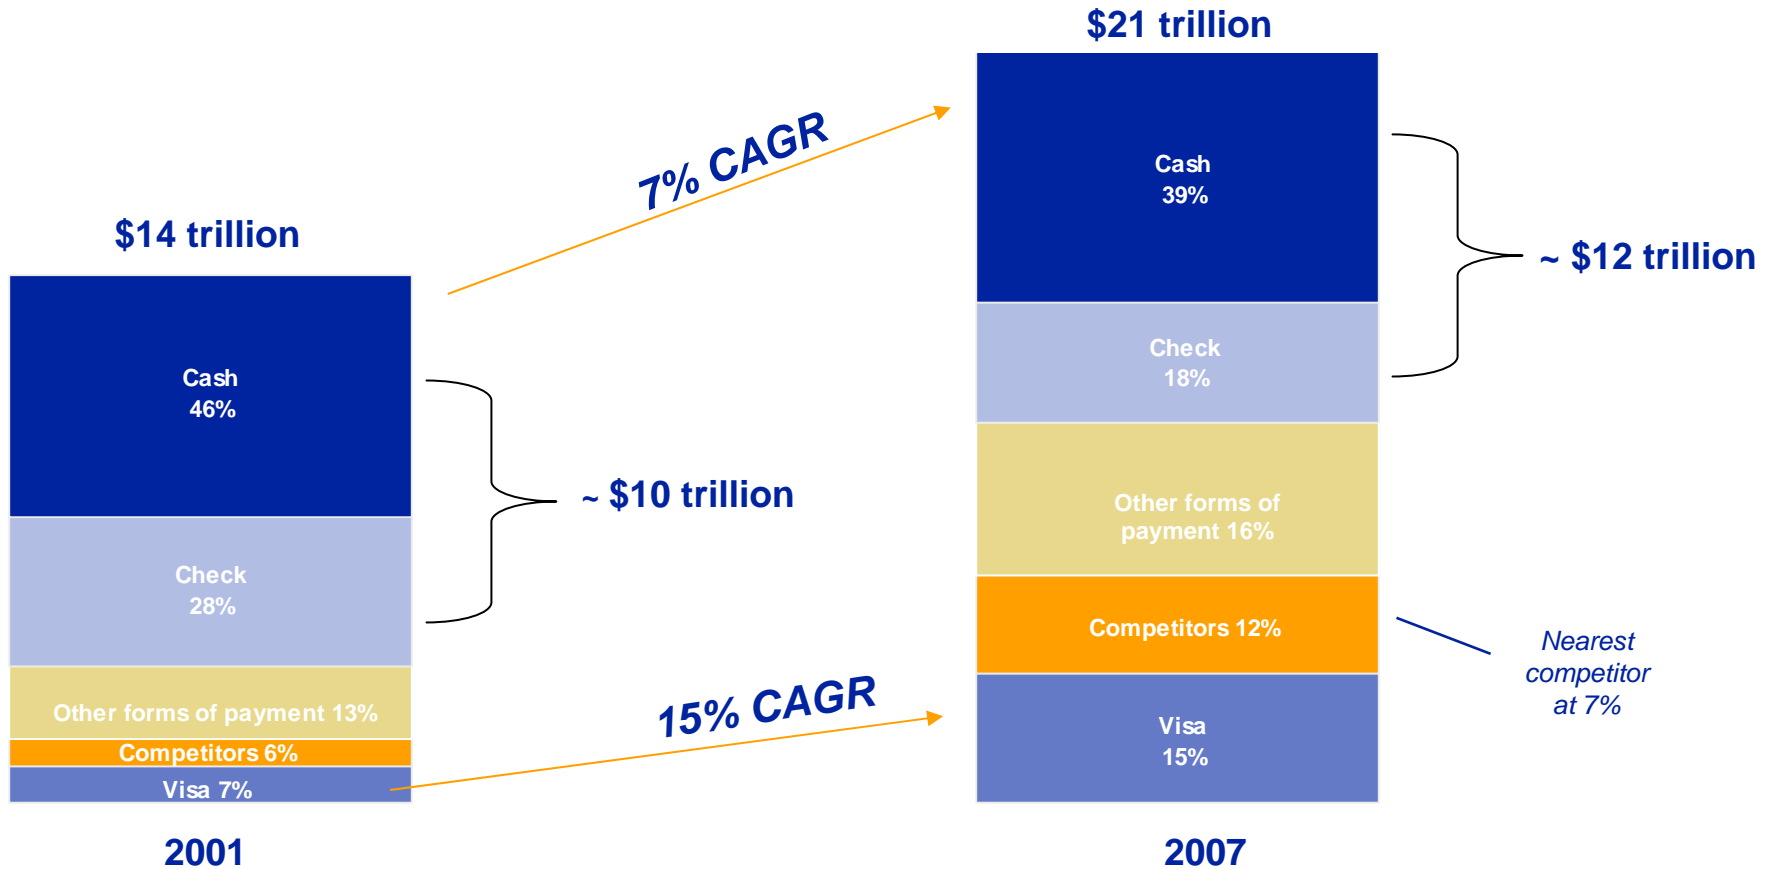 $21 trillion
7% CAGR
Cash
39%
$14 trillion
~ $12 trillion
Check
18%
Cash
46%
~ $10 trillion
Other forms of
payment 16%
Check
28%
Competitors 12%
Nearest
competitor
at 7%
15% CAGR
Other forms of payment 13%
Competitors 6%
Visa 7%
Visa
15%
2001
2007